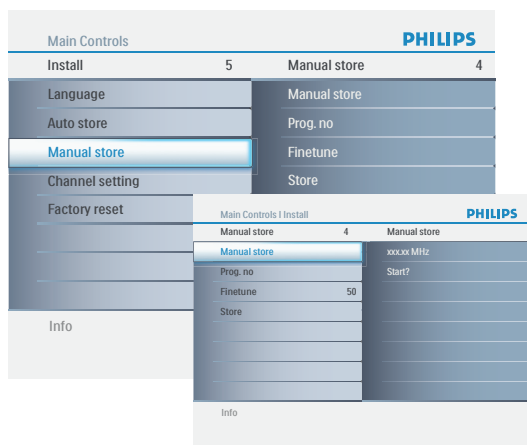 Main Controls PHILIPS
Install 5 Manual store 4
Language Manual store
Auto store Prog. no
Manual store Finetune
Channel setting Store
Factory reset
Info
Main Controls I Install PHILIPS
Manual store 4 Manual store
Manual store xxx.xx MHz
Prog. no Start?
Finetune 50
Store
Info